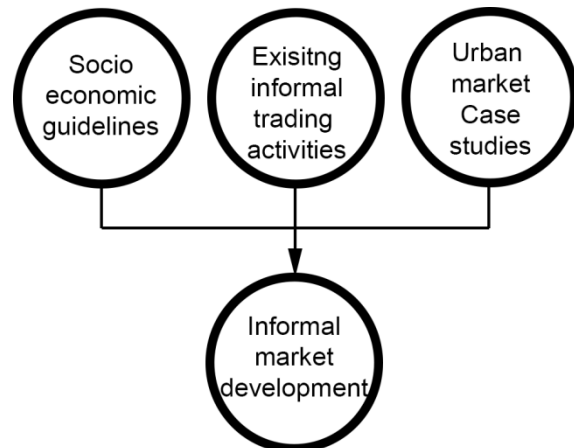 Socio
economic
guidelines
Exisitng
informal
trading
activities
Urban
market
Case
studies
Informal
market
development